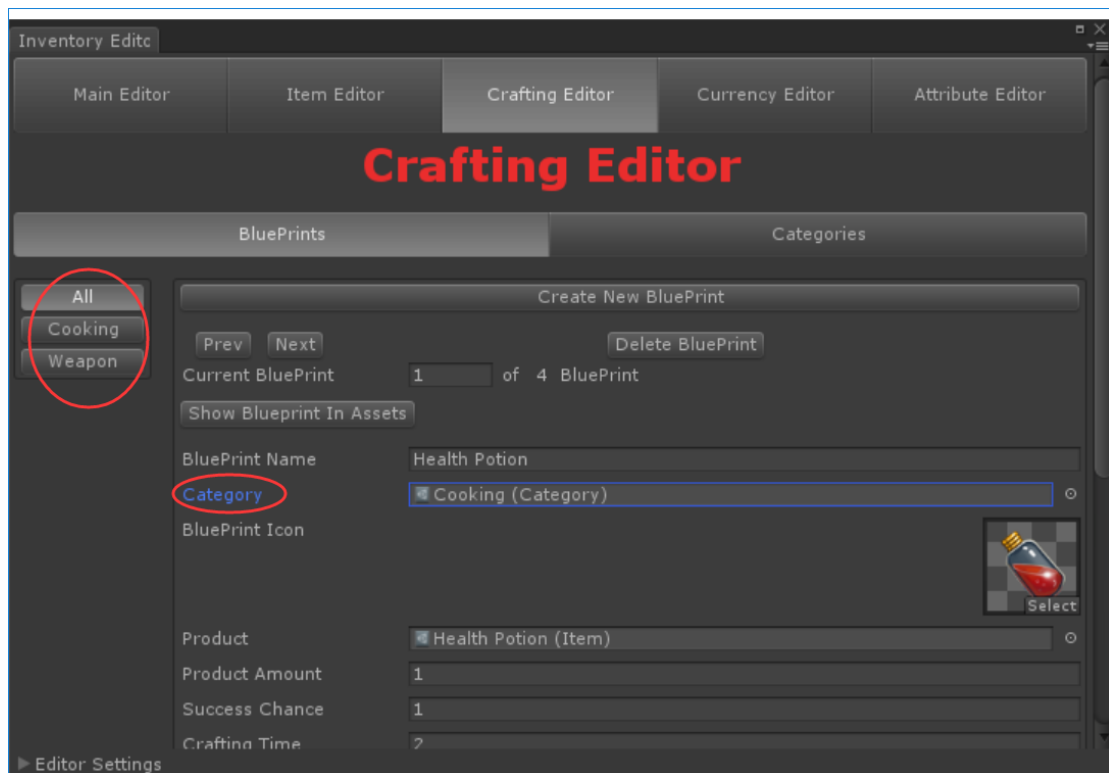 Inventory Editc
Main Editor Item Editor Crafting Editor Currency Editor Attribute Editor
Crafting Editor
BluePrints Categories
All
Cooking
Weapon
Create New BluePrint
Prev Next Delete BluePrint
Current BluePrint 1 of 4 BluePrint
Show Blueprint In Assets
BluePrint Name Health Potion
Category Cooking (Category)
BluePrint Icon
Select
Product Health Potion (Item)
Product Amount 1
Success Chance 1
Crafting Time 2
Editor Settings